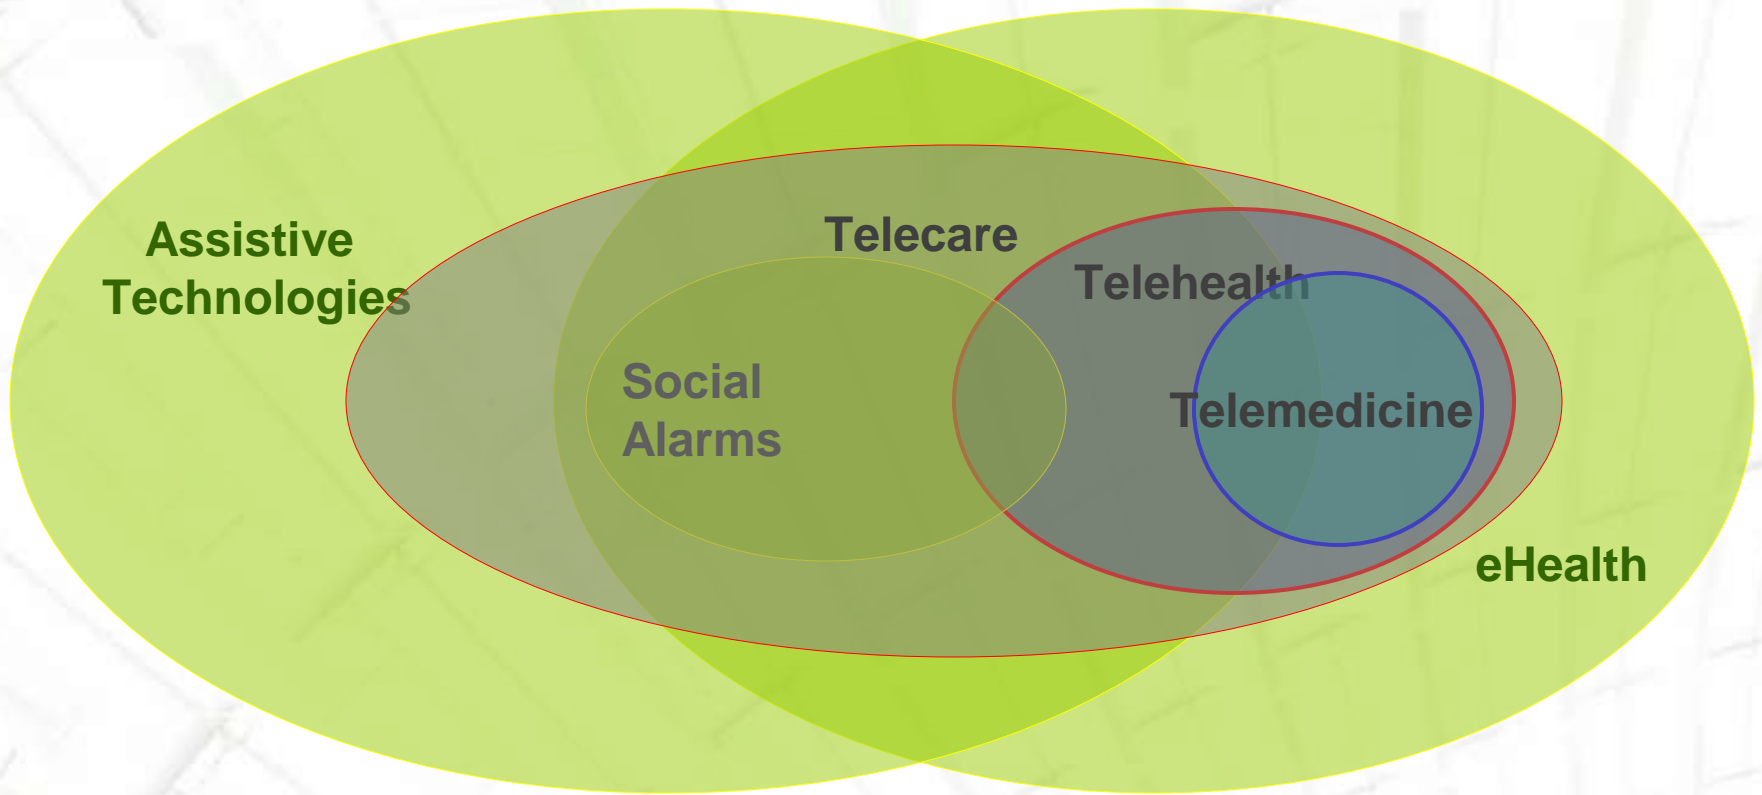 Assistive
Technologies
Telecare
Telehealth
Social
Alarms
Telemedicine
eHealth